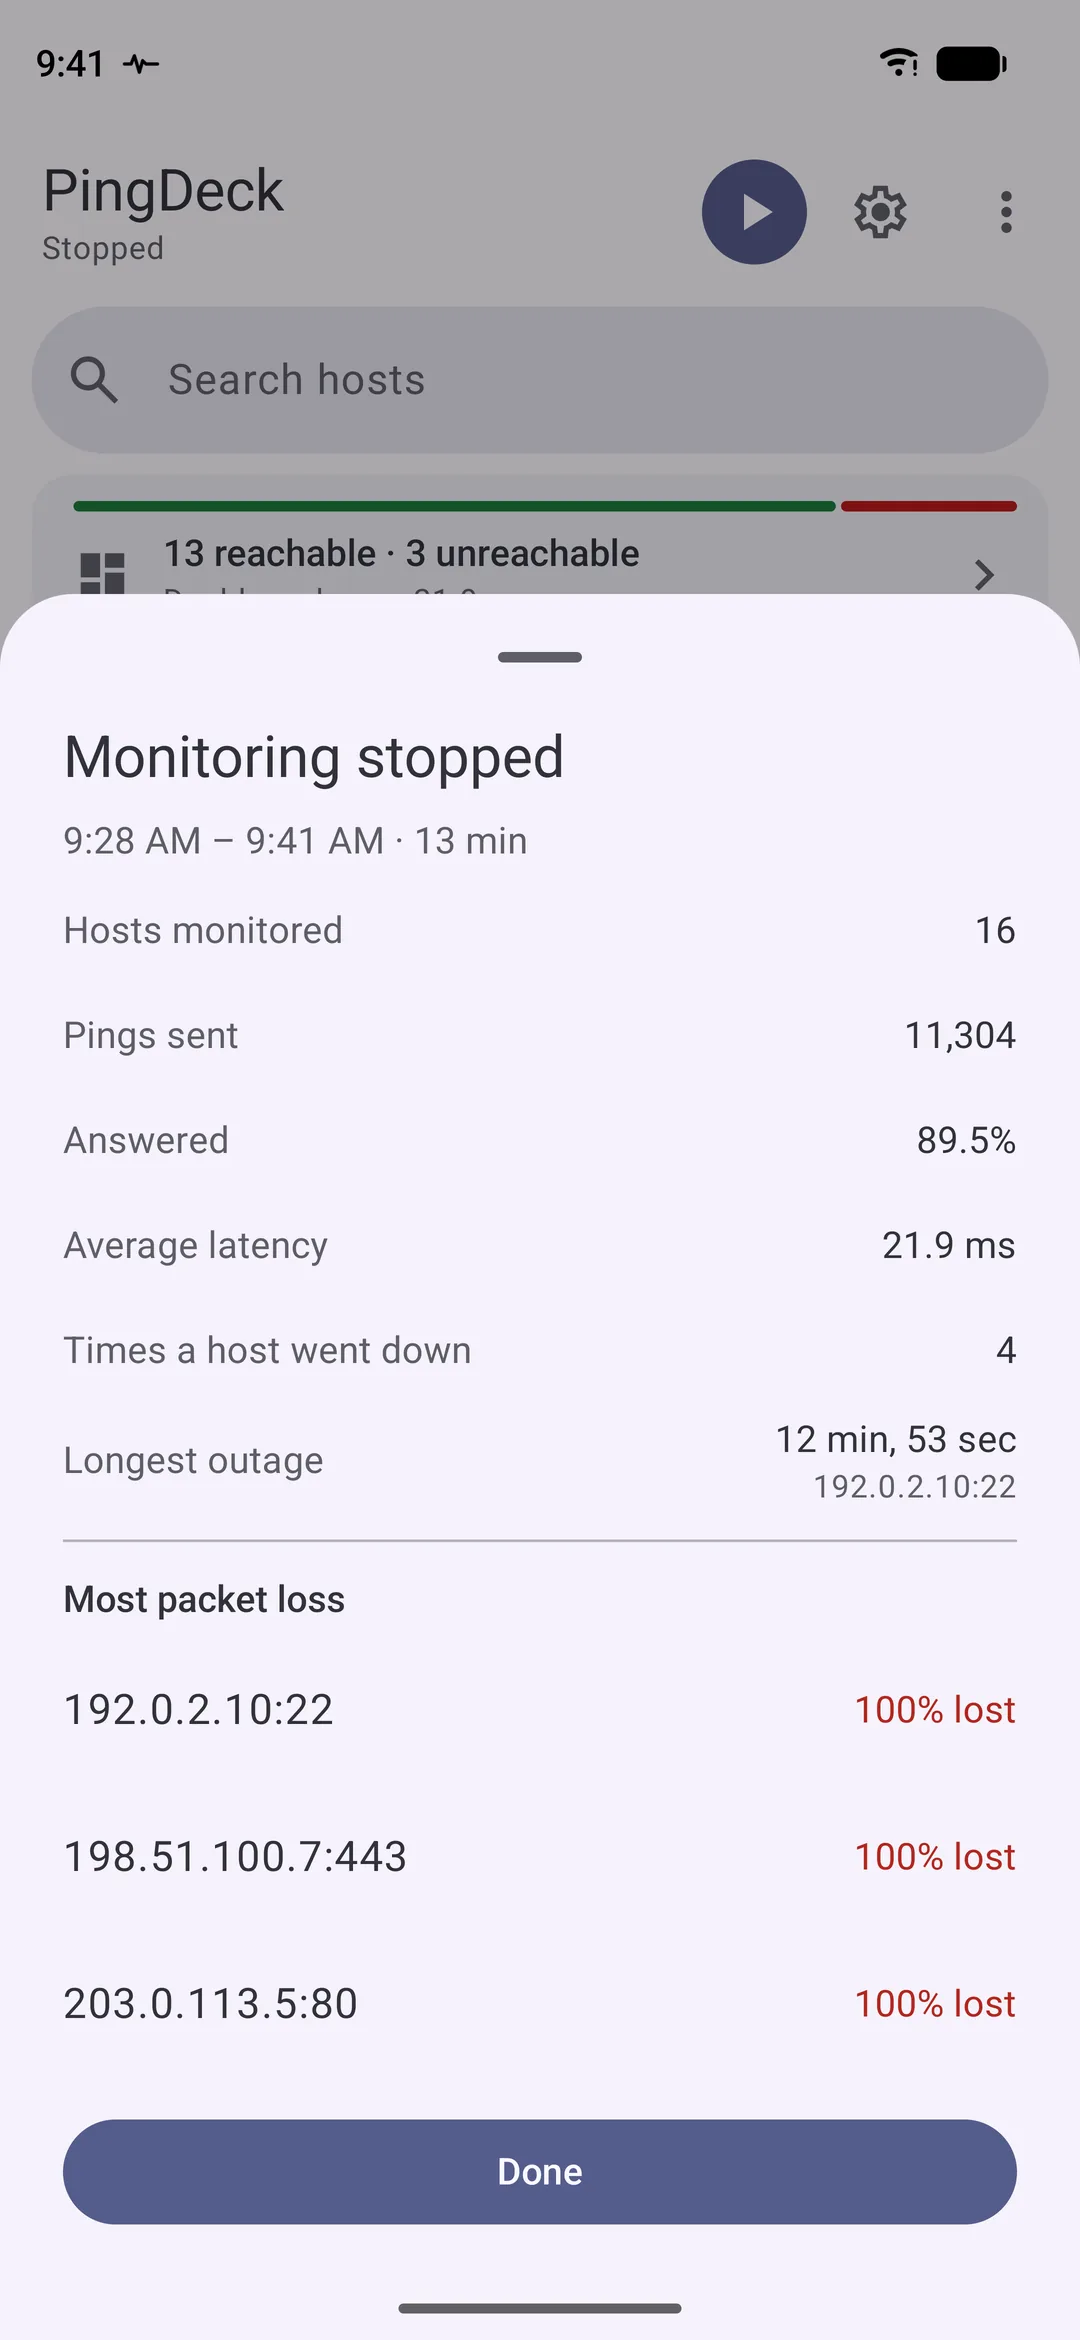 9:41
PingDeck
Stopped
Search hosts
13 reachable · 3 unreachable
Monitoring stopped
9:28 AM – 9:41 AM · 13 min
Hosts monitored 16
Pings sent 11,304
Answered 89.5%
Average latency 21.9 ms
Times a host went down 4
Longest outage 12 min, 53 sec
192.0.2.10:22
Most packet loss
192.0.2.10:22 100% lost
198.51.100.7:443 100% lost
203.0.113.5:80 100% lost
Done